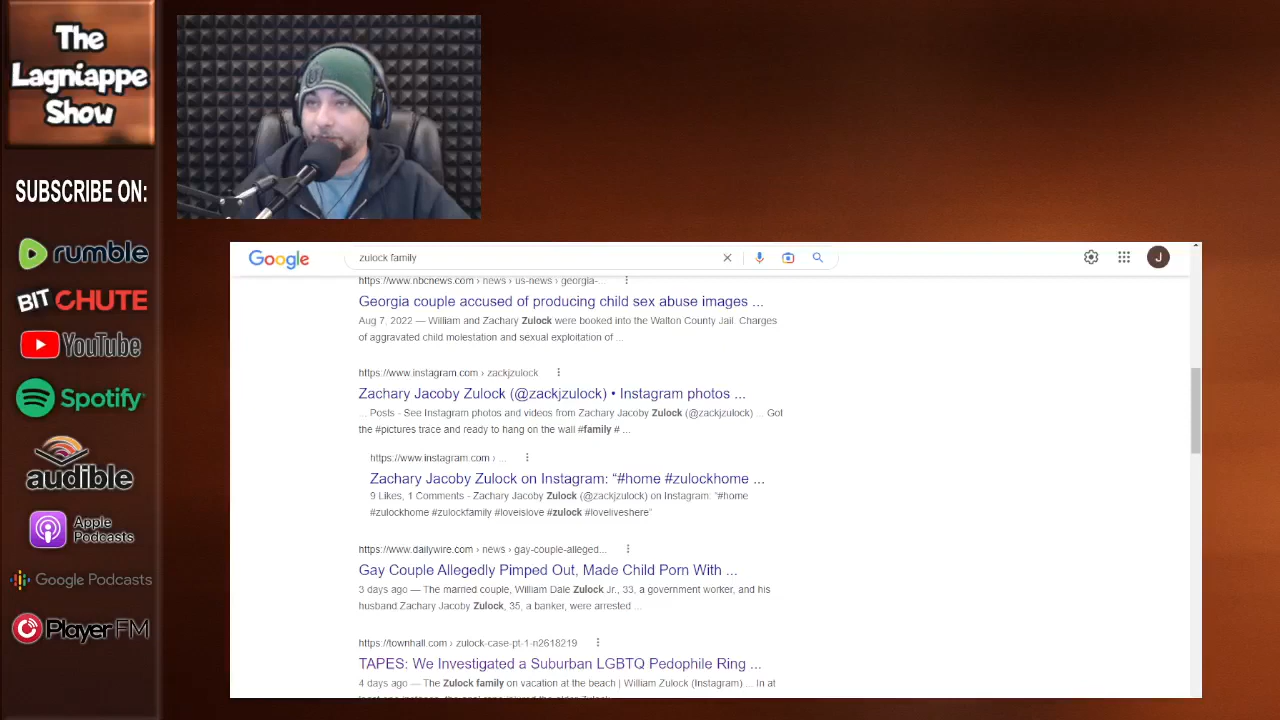 The
Lagniappe
Show
SUBSCRIBE ON:
rumble
BIT CHUTE
YouTube
Spotify
audible
Apple
Podcasts
Google Podcasts
Player FM
Google
zulock family
J
https://www.nbcnews.com › news › us-news › georgia-...
Georgia couple accused of producing child sex abuse images ...
Aug 7, 2022 — William and Zachary Zulock were booked into the Walton County Jail. Charges
of aggravated child molestation and sexual exploitation of ...
https://www.instagram.com › zackjzulock
Zachary Jacoby Zulock (@zackjzulock) • Instagram photos ...
... Posts - See Instagram photos and videos from Zachary Jacoby Zulock (@zackjzulock) ... Got
the #pictures trace and ready to hang on the wall #family # ...
https://www.instagram.com › ...
Zachary Jacoby Zulock on Instagram: “#home #zulockhome ...
9 Likes, 1 Comments - Zachary Jacoby Zulock (@zackjzulock) on Instagram: “#home
#zulockhome #zulockfamily #loveislove #zulock #loveliveshere”
https://www.dailywire.com › news › gay-couple-alleged...
Gay Couple Allegedly Pimped Out, Made Child Porn With ...
3 days ago — The married couple, William Dale Zulock Jr., 33, a government worker, and his
husband Zachary Jacoby Zulock, 35, a banker, were arrested ...
https://townhall.com › zulock-case-pt-1-n2618219
TAPES: We Investigated a Suburban LGBTQ Pedophile Ring ...
4 days ago — The Zulock family on vacation at the beach | William Zulock (Instagram) ... In at